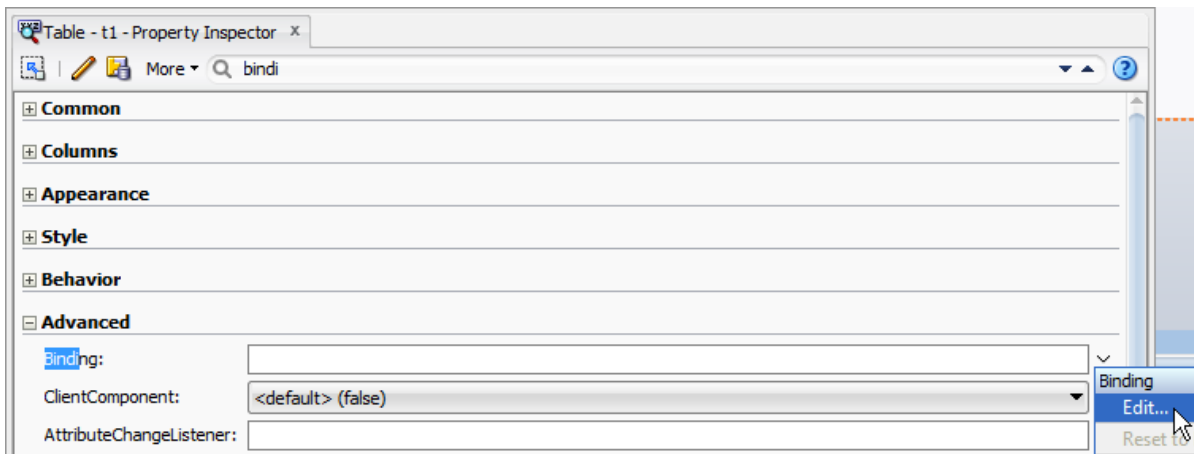 Table - t1 - Property Inspector x
More bindi
Common
Columns
Appearance
Style
Behavior
Advanced
Binding:
ClientComponent: <default> (false)
AttributeChangeListener:
Binding
Edit...
Reset to